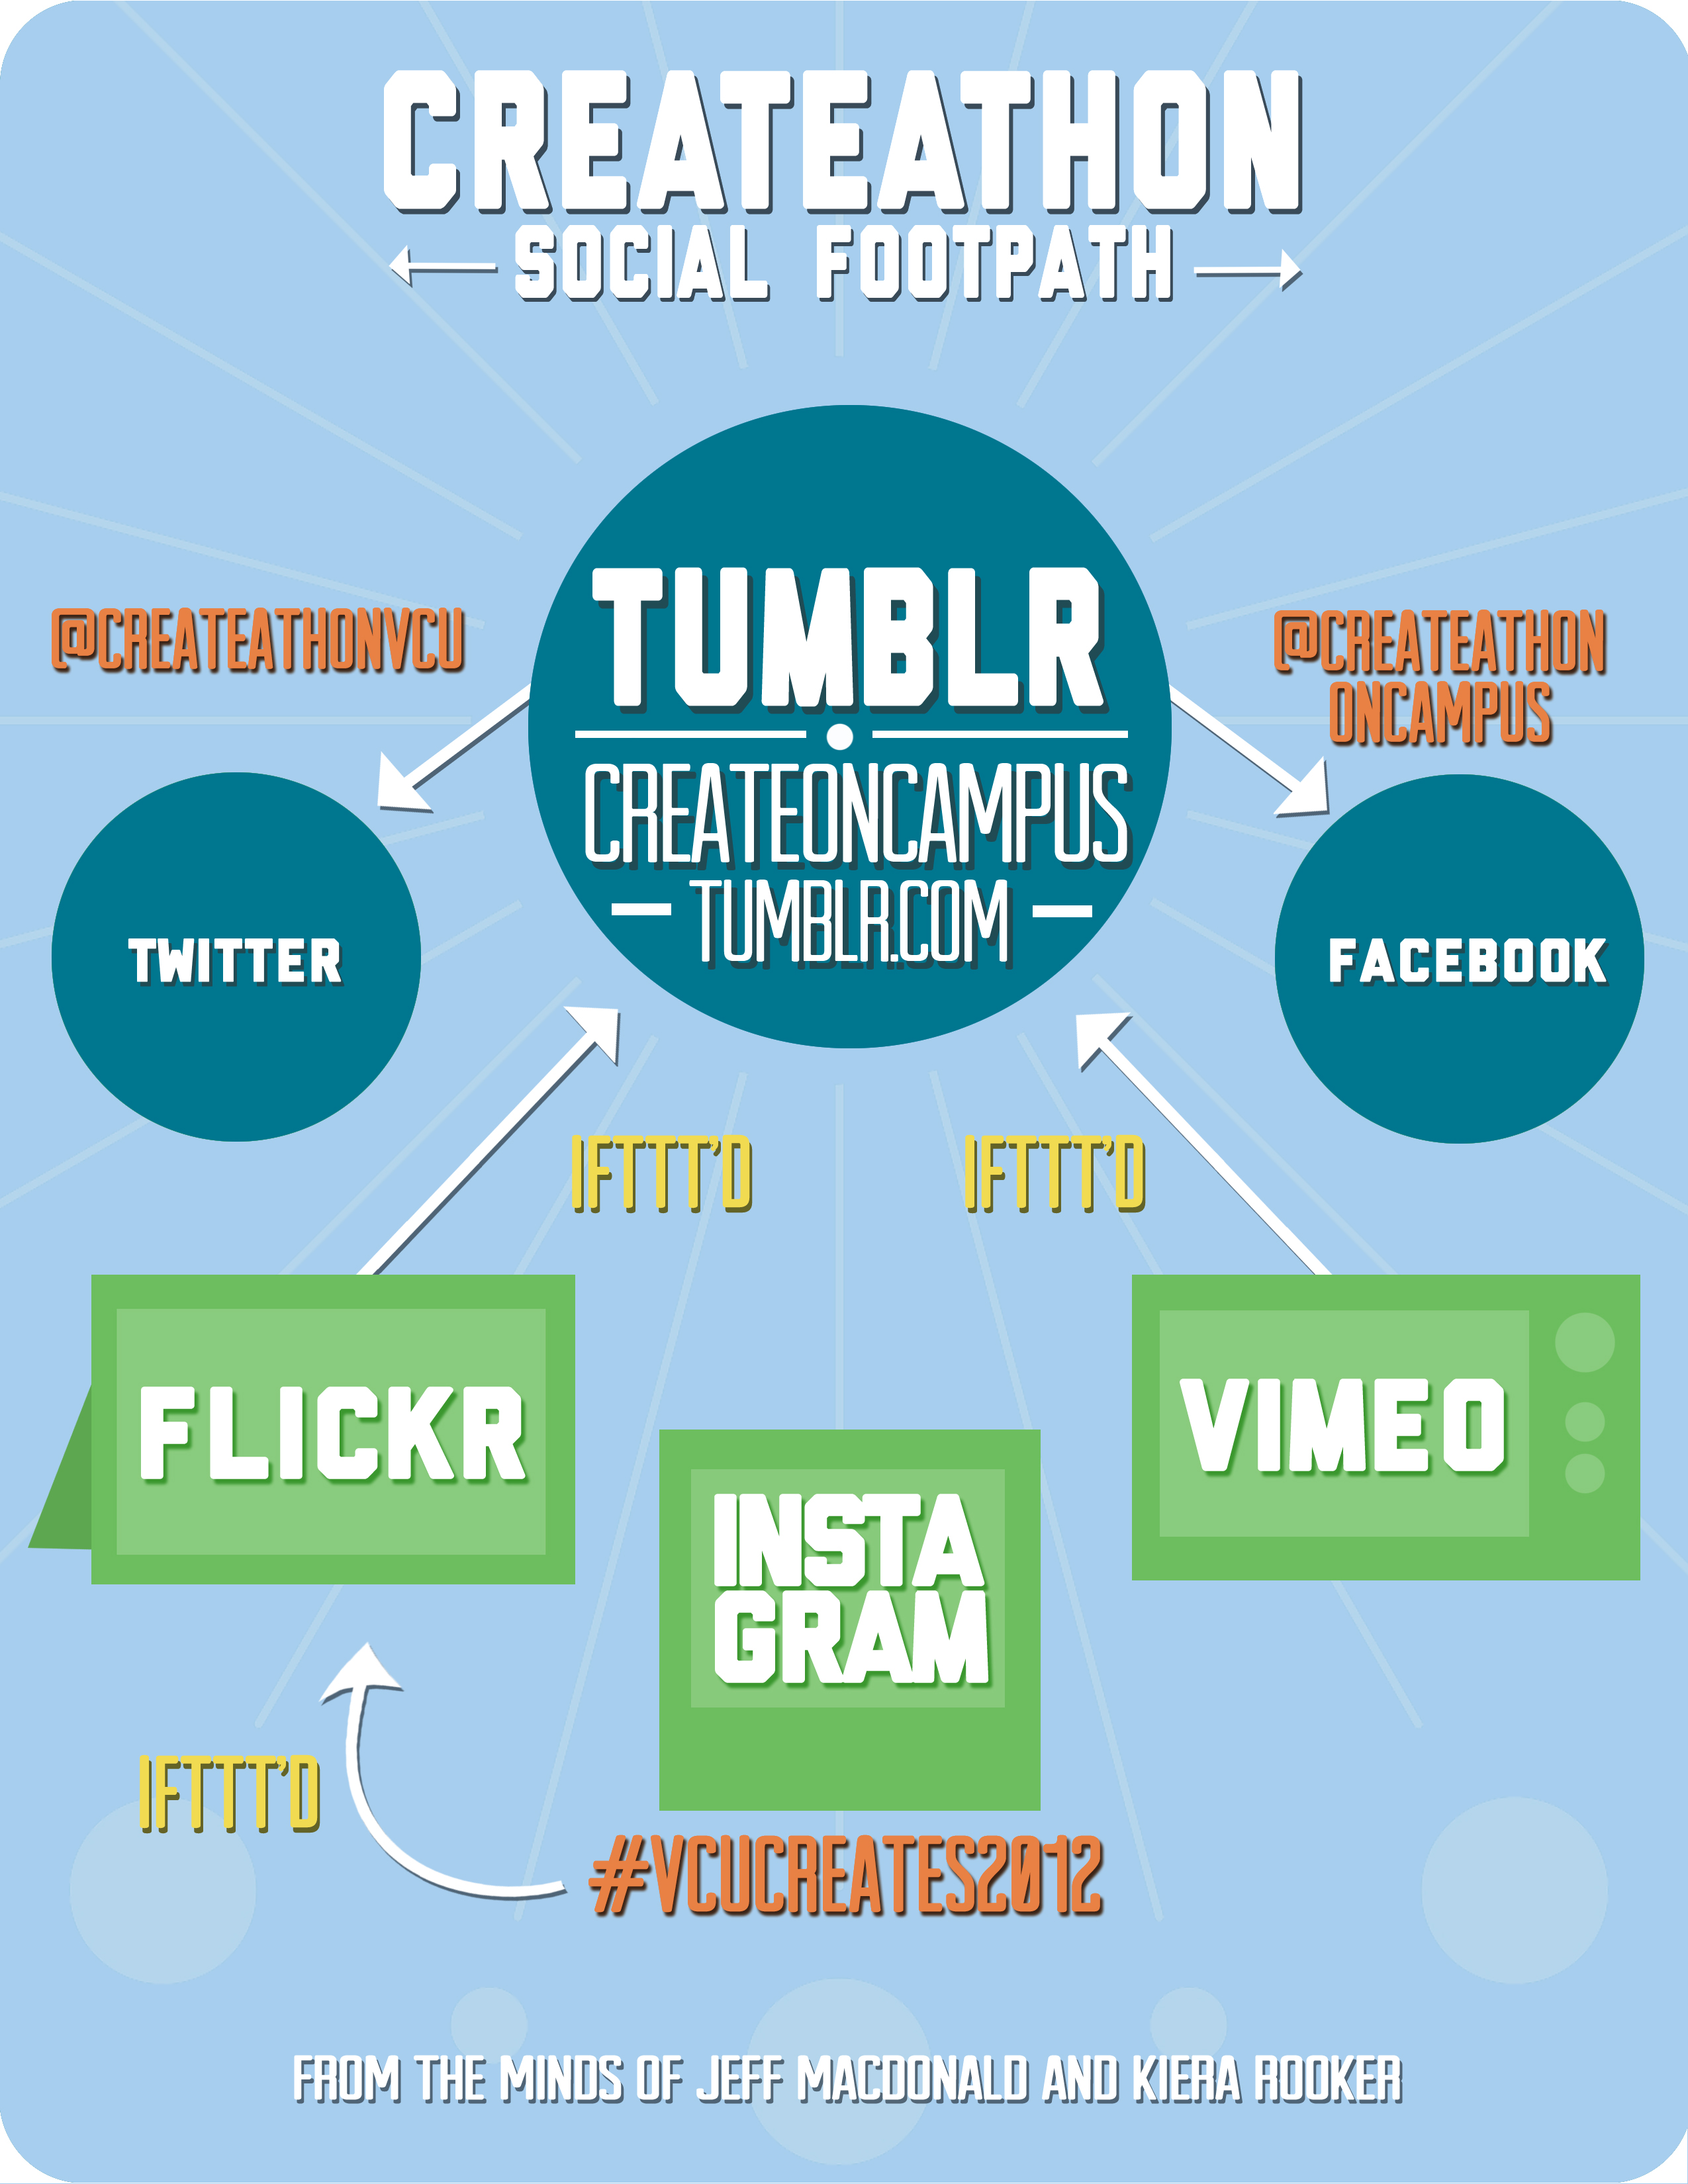 CREATEATHON
SOCIAL FOOTPATH
TUMBLR
CREATEONCAMPUS
TUMBLR.COM
@CREATEATHONVCU
TWITTER
@CREATEATHON
ONCAMPUS
FACEBOOK
IFTTT'D
IFTTT'D
FLICKR
VIMEO
INSTA
GRAM
IFTTT'D
#VCUCREATES2012
FROM THE MINDS OF JEFF MACDONALD AND KIERA ROOKER